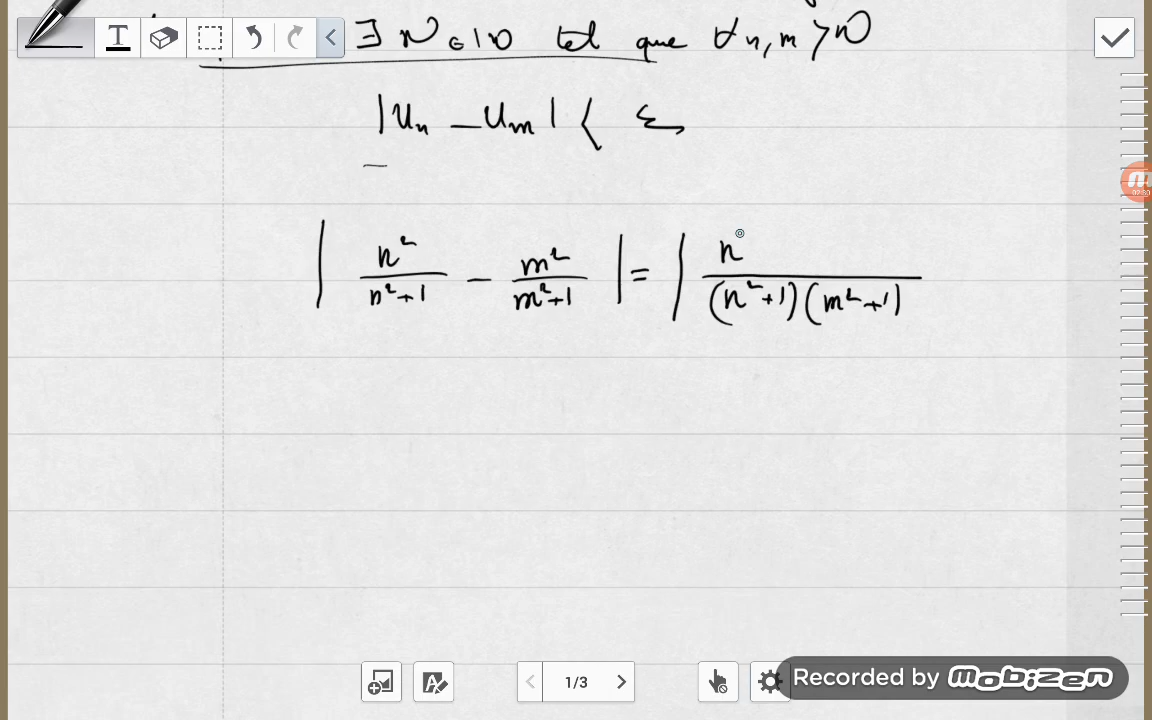 ∃ N ∈ ℕ tel que ∀ n, m > N
|Un - Um| < ε
| n²/(n²+1) - m²/(m²+1) | = | n/((n²+1)(m²+1))
1/3
Recorded by mobizen